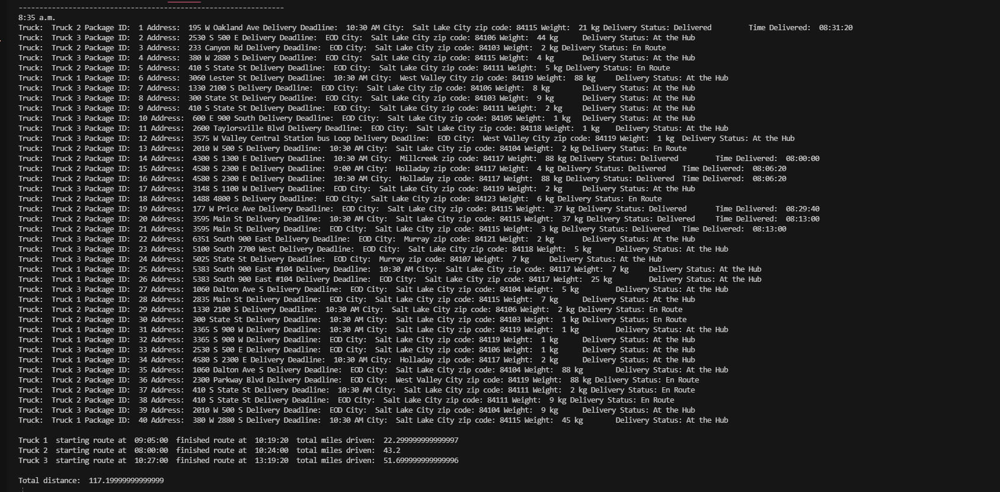 ----------------------------------------------------------------
8:35 a.m.
Truck:  Truck 2 Package ID:  1 Address:  195 W Oakland Ave Delivery Deadline:  10:30 AM City:  Salt Lake City zip code: 84115 Weight:  21 kg Delivery Status: Delivered         Time Delivered:  08:31:20
Truck:  Truck 3 Package ID:  2 Address:  2530 S 500 E Delivery Deadline:  EOD City:  Salt Lake City zip code: 84106 Weight:  44 kg      Delivery Status: At the Hub
Truck:  Truck 2 Package ID:  3 Address:  233 Canyon Rd Delivery Deadline:  EOD City:  Salt Lake City zip code: 84103 Weight:  2 kg Delivery Status: En Route
Truck:  Truck 3 Package ID:  4 Address:  380 W 2880 S Delivery Deadline:  EOD City:  Salt Lake City zip code: 84115 Weight:  4 kg       Delivery Status: At the Hub
Truck:  Truck 2 Package ID:  5 Address:  410 S State St Delivery Deadline:  EOD City:  Salt Lake City zip code: 84111 Weight:  5 kg Delivery Status: En Route
Truck:  Truck 1 Package ID:  6 Address:  3060 Lester St Delivery Deadline:  10:30 AM City:  West Valley City zip code: 84119 Weight:  88 kg     Delivery Status: At the Hub
Truck:  Truck 3 Package ID:  7 Address:  1330 2100 S Delivery Deadline:  EOD City:  Salt Lake City zip code: 84106 Weight:  8 kg        Delivery Status: At the Hub
Truck:  Truck 3 Package ID:  8 Address:  300 State St Delivery Deadline:  EOD City:  Salt Lake City zip code: 84103 Weight:  9 kg       Delivery Status: At the Hub
Truck:  Truck 3 Package ID:  9 Address:  410 S State St Delivery Deadline:  EOD City:  Salt Lake City zip code: 84111 Weight:  2 kg     Delivery Status: At the Hub
Truck:  Truck 3 Package ID:  10 Address:  600 E 900 South Delivery Deadline:  EOD City:  Salt Lake City zip code: 84105 Weight:  1 kg   Delivery Status: At the Hub
Truck:  Truck 3 Package ID:  11 Address:  2600 Taylorsville Blvd Delivery Deadline:  EOD City:  Salt Lake City zip code: 84118 Weight:  1 kg    Delivery Status: At the Hub
Truck:  Truck 3 Package ID:  12 Address:  3575 W Valley Central Station bus Loop Delivery Deadline:  EOD City:  West Valley City zip code: 84119 Weight:  1 kg  Delivery Status: At the Hub
Truck:  Truck 2 Package ID:  13 Address:  2010 W 500 S Delivery Deadline:  10:30 AM City:  Salt Lake City zip code: 84104 Weight:  2 kg Delivery Status: En Route
Truck:  Truck 2 Package ID:  14 Address:  4300 S 1300 E Delivery Deadline:  10:30 AM City:  Millcreek zip code: 84117 Weight:  88 kg Delivery Status: Delivered         Time Delivered:  08:00:00
Truck:  Truck 2 Package ID:  15 Address:  4580 S 2300 E Delivery Deadline:  9:00 AM City:  Holladay zip code: 84117 Weight:  4 kg Delivery Status: Delivered    Time Delivered:  08:06:20
Truck:  Truck 2 Package ID:  16 Address:  4580 S 2300 E Delivery Deadline:  10:30 AM City:  Holladay zip code: 84117 Weight:  88 kg Delivery Status: Delivered  Time Delivered:  08:06:20
Truck:  Truck 3 Package ID:  17 Address:  3148 S 1100 W Delivery Deadline:  EOD City:  Salt Lake City zip code: 84119 Weight:  2 kg     Delivery Status: At the Hub
Truck:  Truck 2 Package ID:  18 Address:  1488 4800 S Delivery Deadline:  EOD City:  Salt Lake City zip code: 84123 Weight:  6 kg Delivery Status: En Route
Truck:  Truck 2 Package ID:  19 Address:  177 W Price Ave Delivery Deadline:  EOD City:  Salt Lake City zip code: 84115 Weight:  37 kg Delivery Status: Delivered       Time Delivered:  08:29:40
Truck:  Truck 2 Package ID:  20 Address:  3595 Main St Delivery Deadline:  10:30 AM City:  Salt Lake City zip code: 84115 Weight:  37 kg Delivery Status: Delivered     Time Delivered:  08:13:00
Truck:  Truck 2 Package ID:  21 Address:  3595 Main St Delivery Deadline:  EOD City:  Salt Lake City zip code: 84115 Weight:  3 kg Delivery Status: Delivered   Time Delivered:  08:13:00
Truck:  Truck 3 Package ID:  22 Address:  6351 South 900 East Delivery Deadline:  EOD City:  Murray zip code: 84121 Weight:  2 kg       Delivery Status: At the Hub
Truck:  Truck 3 Package ID:  23 Address:  5100 South 2700 West Delivery Deadline:  EOD City:  Salt Lake City zip code: 84118 Weight:  5 kg      Delivery Status: At the Hub
Truck:  Truck 3 Package ID:  24 Address:  5025 State St Delivery Deadline:  EOD City:  Murray zip code: 84107 Weight:  7 kg     Delivery Status: At the Hub
Truck:  Truck 1 Package ID:  25 Address:  5383 South 900 East #104 Delivery Deadline:  10:30 AM City:  Salt Lake City zip code: 84117 Weight:  7 kg     Delivery Status: At the Hub
Truck:  Truck 1 Package ID:  26 Address:  5383 South 900 East #104 Delivery Deadline:  EOD City:  Salt Lake City zip code: 84117 Weight:  25 kg         Delivery Status: At the Hub
Truck:  Truck 3 Package ID:  27 Address:  1060 Dalton Ave S Delivery Deadline:  EOD City:  Salt Lake City zip code: 84104 Weight:  5 kg         Delivery Status: At the Hub
Truck:  Truck 1 Package ID:  28 Address:  2835 Main St Delivery Deadline:  EOD City:  Salt Lake City zip code: 84115 Weight:  7 kg      Delivery Status: At the Hub
Truck:  Truck 2 Package ID:  29 Address:  1330 2100 S Delivery Deadline:  10:30 AM City:  Salt Lake City zip code: 84106 Weight:  2 kg Delivery Status: En Route
Truck:  Truck 2 Package ID:  30 Address:  300 State St Delivery Deadline:  10:30 AM City:  Salt Lake City zip code: 84103 Weight:  1 kg Delivery Status: En Route
Truck:  Truck 1 Package ID:  31 Address:  3365 S 900 W Delivery Deadline:  10:30 AM City:  Salt Lake City zip code: 84119 Weight:  1 kg         Delivery Status: At the Hub
Truck:  Truck 1 Package ID:  32 Address:  3365 S 900 W Delivery Deadline:  EOD City:  Salt Lake City zip code: 84119 Weight:  1 kg      Delivery Status: At the Hub
Truck:  Truck 3 Package ID:  33 Address:  2530 S 500 E Delivery Deadline:  EOD City:  Salt Lake City zip code: 84106 Weight:  1 kg      Delivery Status: At the Hub
Truck:  Truck 1 Package ID:  34 Address:  4580 S 2300 E Delivery Deadline:  10:30 AM City:  Holladay zip code: 84117 Weight:  2 kg      Delivery Status: At the Hub
Truck:  Truck 3 Package ID:  35 Address:  1060 Dalton Ave S Delivery Deadline:  EOD City:  Salt Lake City zip code: 84104 Weight:  88 kg        Delivery Status: At the Hub
Truck:  Truck 2 Package ID:  36 Address:  2300 Parkway Blvd Delivery Deadline:  EOD City:  West Valley City zip code: 84119 Weight:  88 kg Delivery Status: En Route
Truck:  Truck 2 Package ID:  37 Address:  410 S State St Delivery Deadline:  10:30 AM City:  Salt Lake City zip code: 84111 Weight:  2 kg Delivery Status: En Route
Truck:  Truck 2 Package ID:  38 Address:  410 S State St Delivery Deadline:  EOD City:  Salt Lake City zip code: 84111 Weight:  9 kg Delivery Status: En Route
Truck:  Truck 3 Package ID:  39 Address:  2010 W 500 S Delivery Deadline:  EOD City:  Salt Lake City zip code: 84104 Weight:  9 kg      Delivery Status: At the Hub
Truck:  Truck 1 Package ID:  40 Address:  380 W 2880 S Delivery Deadline:  10:30 AM City:  Salt Lake City zip code: 84115 Weight:  45 kg        Delivery Status: At the Hub
Truck 1  starting route at  09:05:00  finished route at  10:19:20  total miles driven:  22.299999999999997
Truck 2  starting route at  08:00:00  finished route at  10:24:00  total miles driven:  43.2
Truck 3  starting route at  10:27:00  finished route at  13:19:20  total miles driven:  51.699999999999996
Total distance:  117.19999999999999